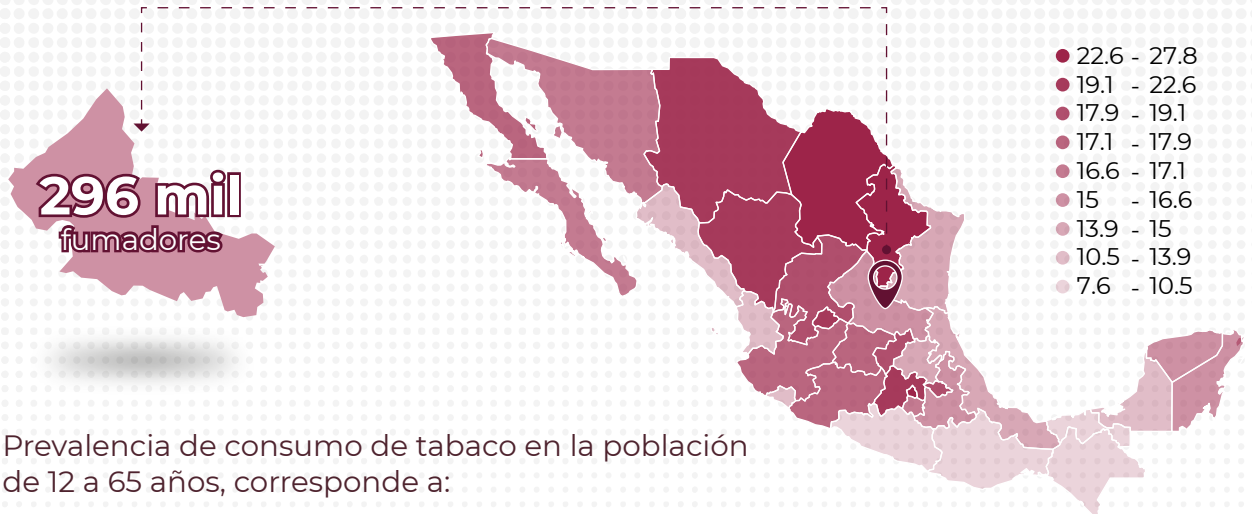 296 mil
fumadores
22.6 - 27.8
19.1 - 22.6
17.9 - 19.1
17.1 - 17.9
16.6 - 17.1
15 - 16.6
13.9 - 15
10.5 - 13.9
7.6 - 10.5
Prevalencia de consumo de tabaco en la población
de 12 a 65 años, corresponde a: